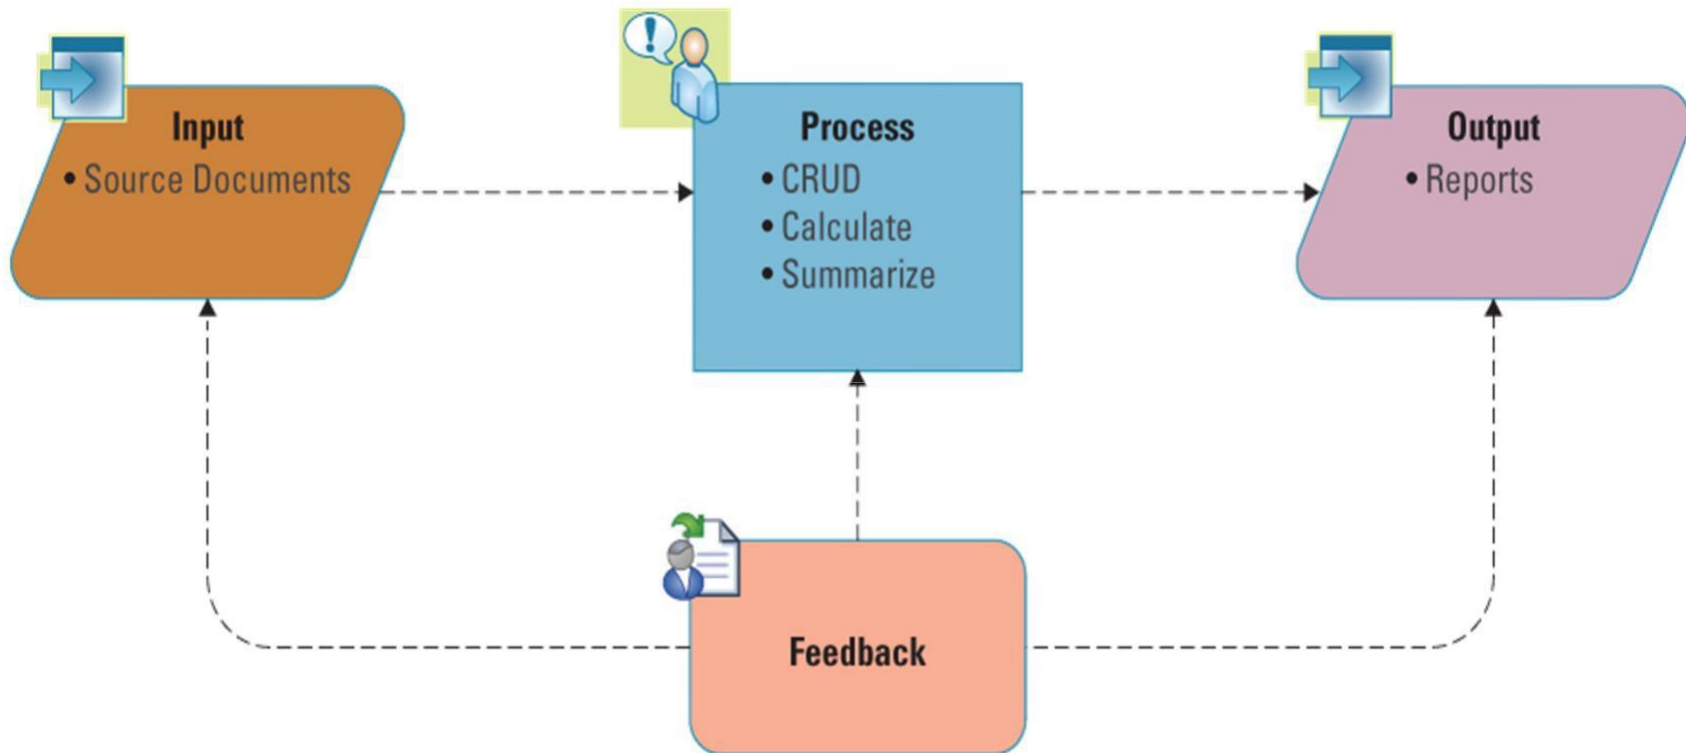 Input
• Source Documents
Process
• CRUD
• Calculate
• Summarize
Output
• Reports
Feedback